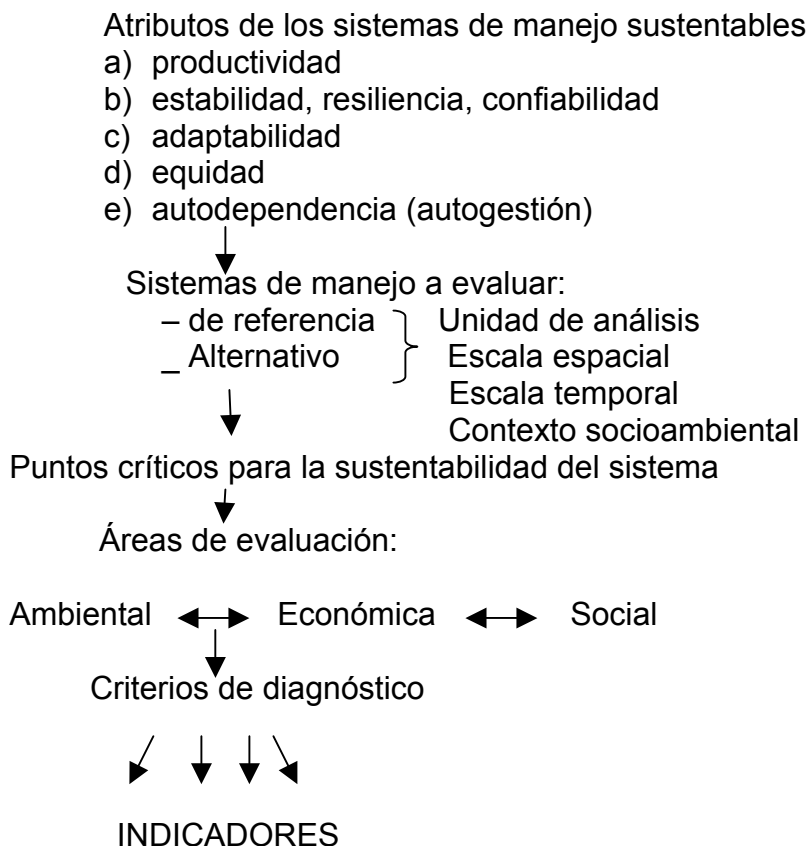 Atributos de los sistemas de manejo sustentables
a) productividad
b) estabilidad, resiliencia, confiabilidad
c) adaptabilidad
d) equidad
e) autodependencia (autogestión)
Sistemas de manejo a evaluar:
– de referencia Unidad de análisis
_ Alternativo Escala espacial
Escala temporal
Contexto socioambiental
Puntos críticos para la sustentabilidad del sistema
Áreas de evaluación:
Ambiental Económica Social
Criterios de diagnóstico
INDICADORES